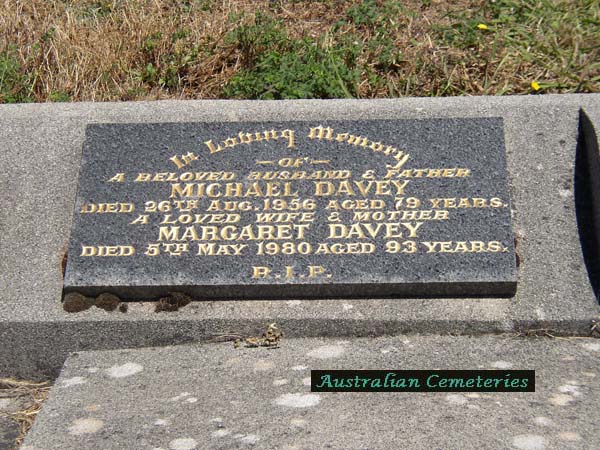 In Loving Memory
— OF —
A BELOVED HUSBAND & FATHER
MICHAEL DAVEY
DIED 26TH AUG. 1956 AGED 79 YEARS.
A LOVED WIFE & MOTHER
MARGARET DAVEY
DIED 5TH MAY 1980 AGED 93 YEARS.
R.I.P.
Australian Cemeteries